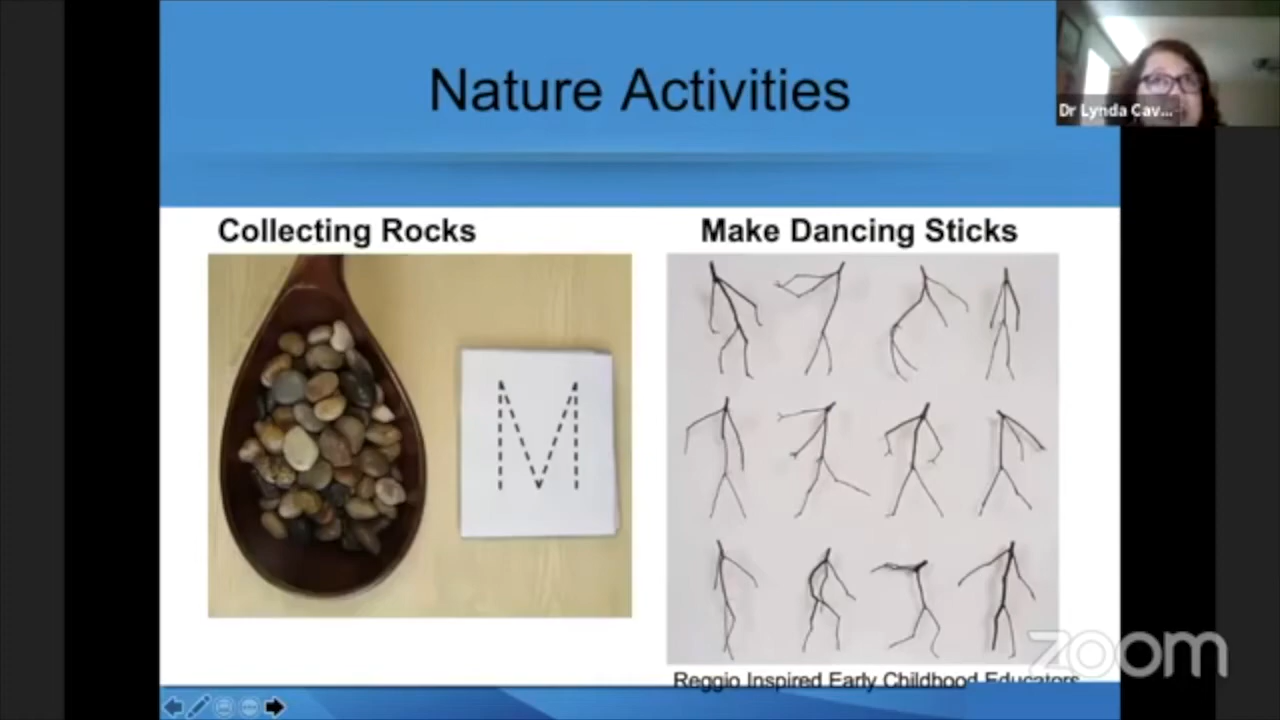 Nature Activities
Dr Lynda Cav...
Collecting Rocks
Make Dancing Sticks
M
Reggio Inspired Early Childhood Educators
zoom